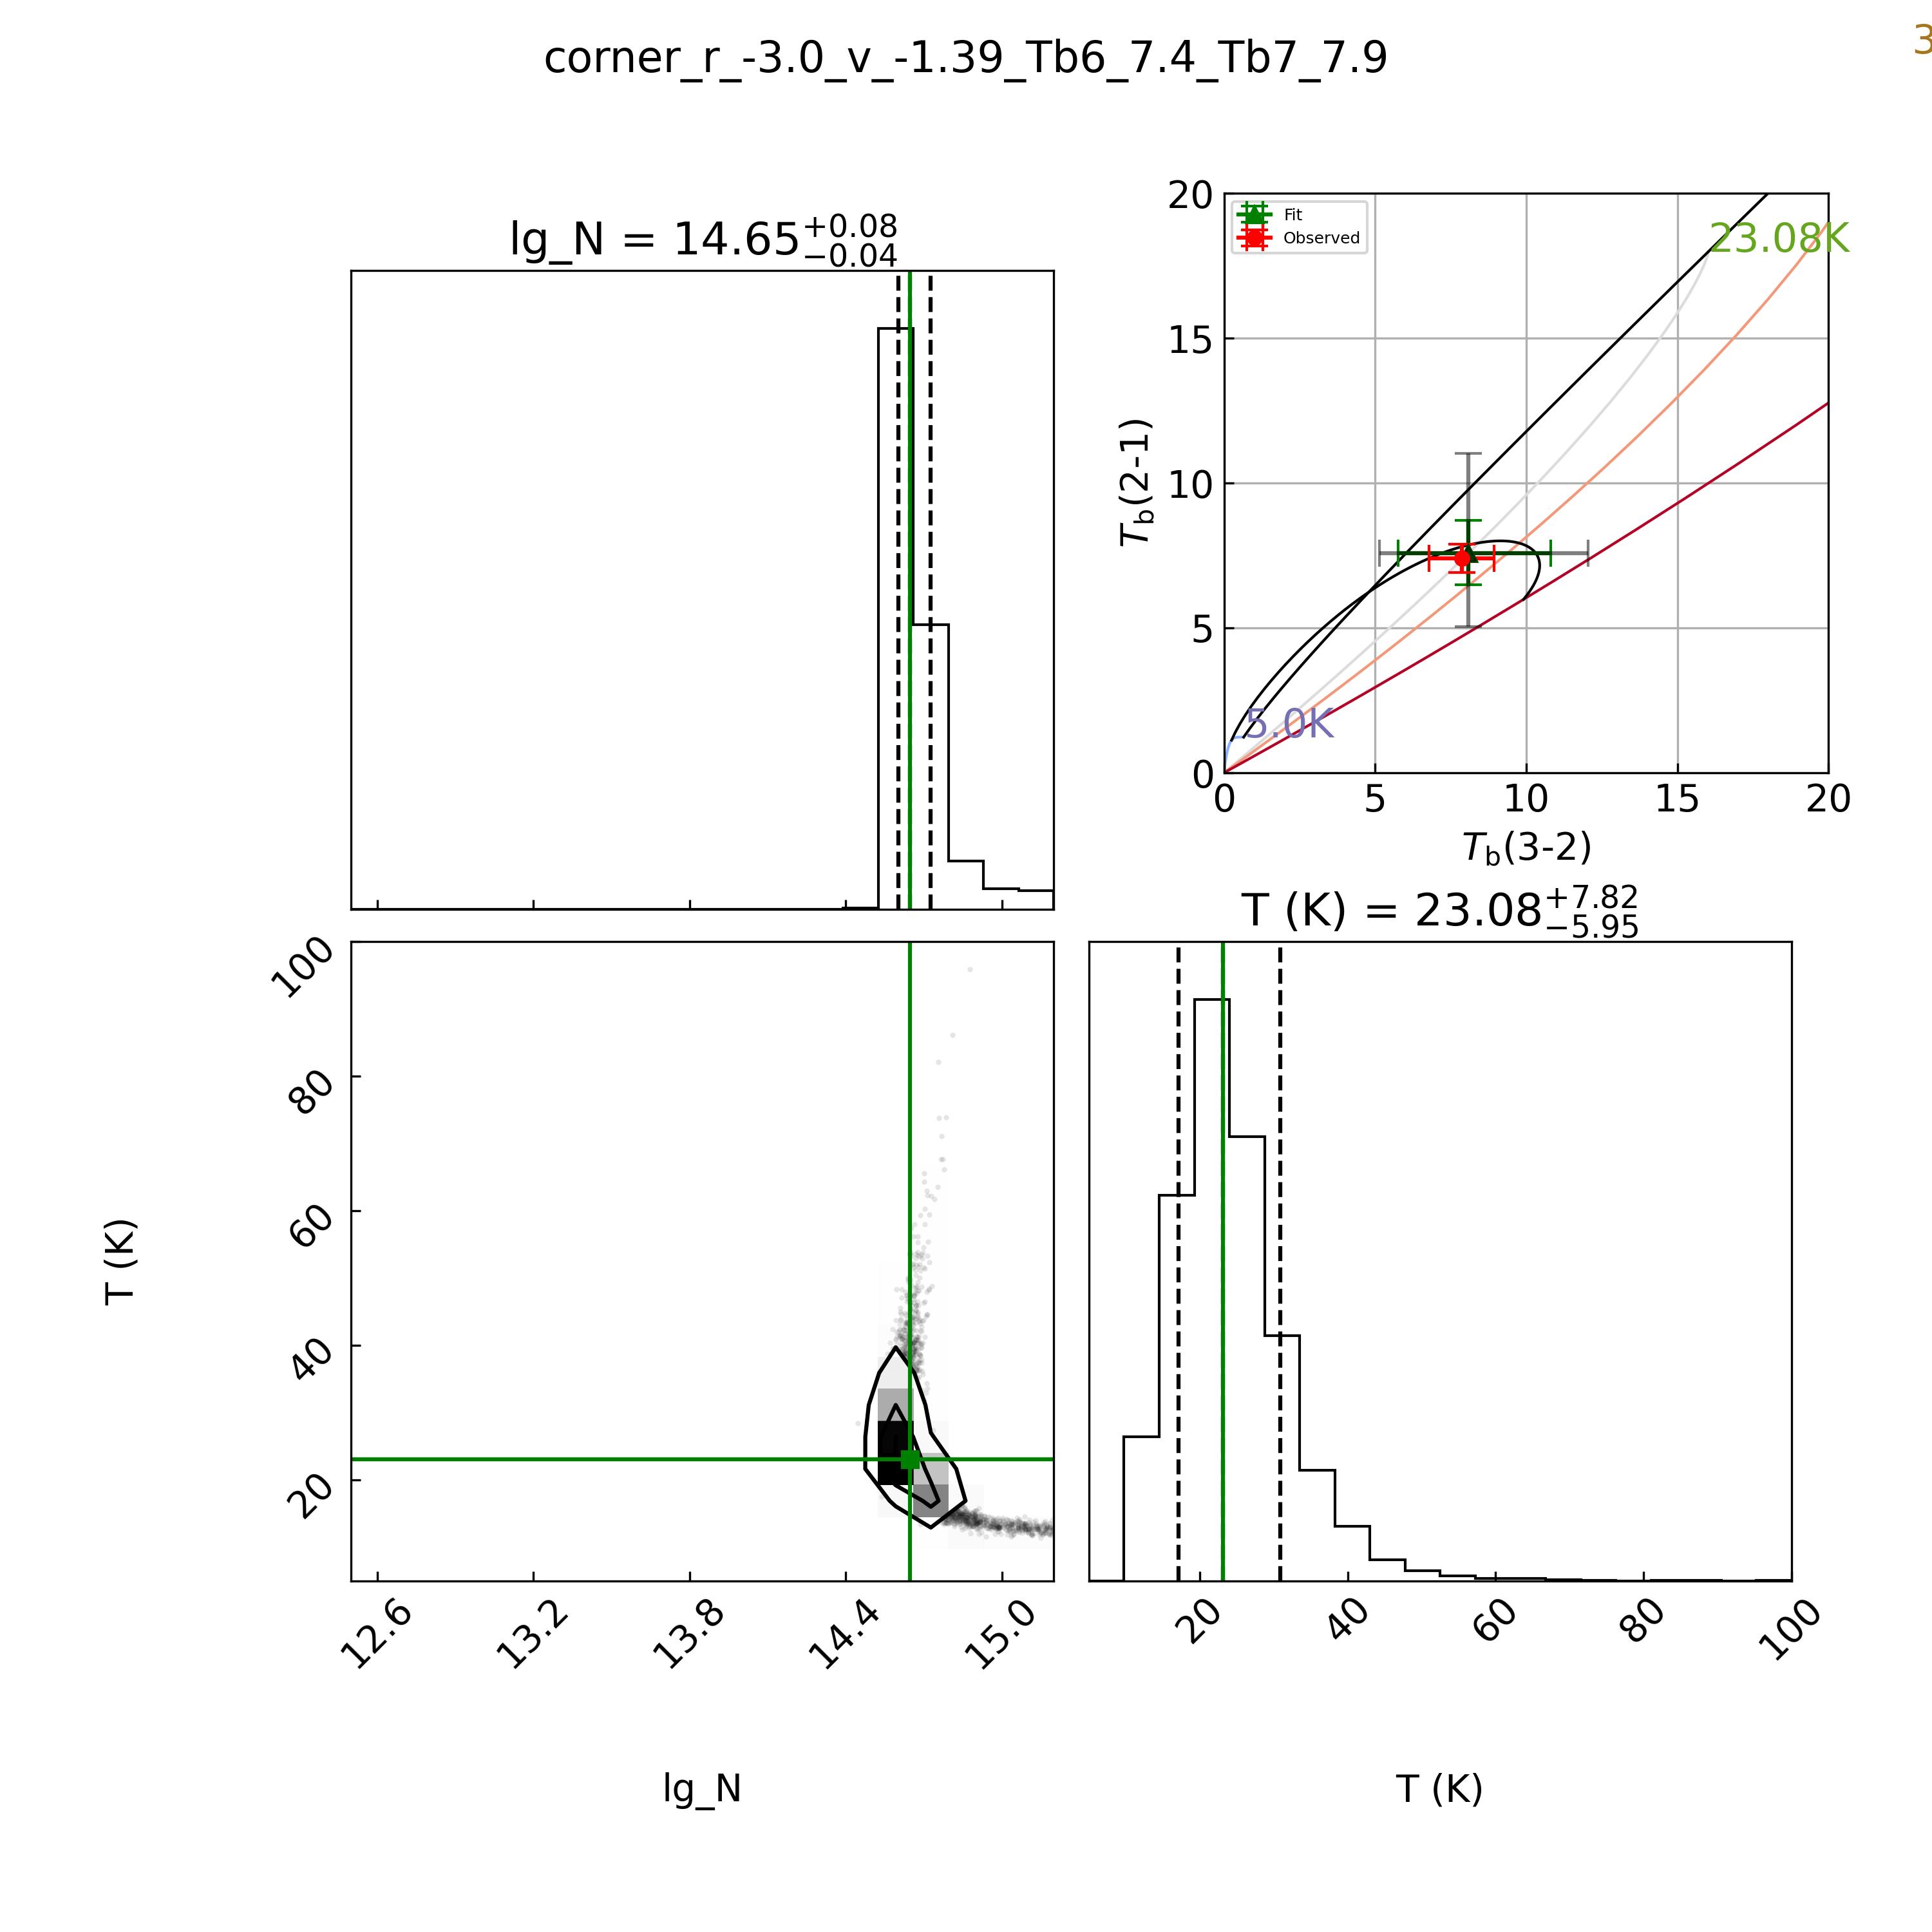 3
corner_r_-3.0_v_-1.39_Tb6_7.4_Tb7_7.9
lg_N = 14.65+0.08−0.04
Fit
Observed
23.08K
5.0K
20
15
10
5
0
Tb(2-1)
0 5 10 15 20
Tb(3-2)
T (K) = 23.08+7.82−5.95
100
80
60
40
20
T (K)
12.6 13.2 13.8 14.4 15.0
lg_N
20 40 60 80 100
T (K)